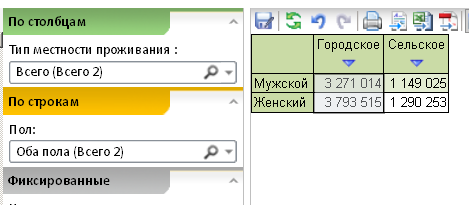 По столбцам
Тип местности проживания :
Всего (Всего 2)
По строкам
Пол:
Оба пола (Всего 2)
Фиксированные
Городское Сельское
Мужской 3 271 014 1 149 025
Женский 3 793 515 1 290 253